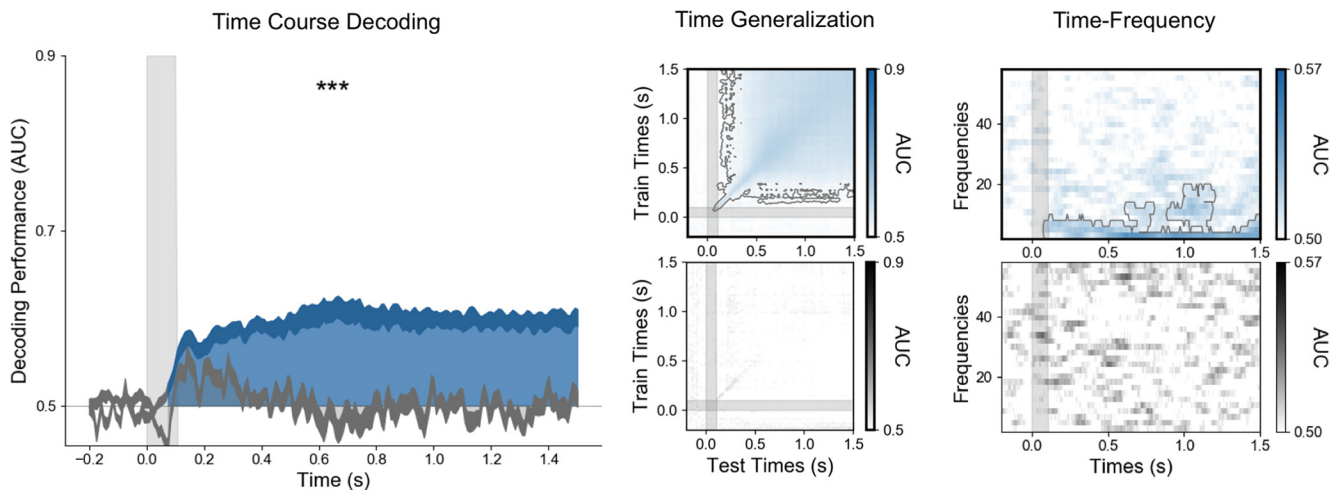 Time Course Decoding
0.9
0.7
0.5
Decoding Performance (AUC)
***
−0.2 0.0 0.2 0.4 0.6 0.8 1.0 1.2 1.4
Time (s)
Time Generalization
1.5
1.0
0.5
0.0
Train Times (s)
0.0 0.5 1.0 1.5
0.9
AUC
0.5
1.5
1.0
0.5
0.0
Train Times (s)
0.0 0.5 1.0 1.5
Test Times (s)
0.9
AUC
0.5
Time-Frequency
40
20
Frequencies
0.0 0.5 1.0 1.5
0.57
AUC
0.50
40
20
Frequencies
0.0 0.5 1.0 1.5
Times (s)
0.57
AUC
0.50